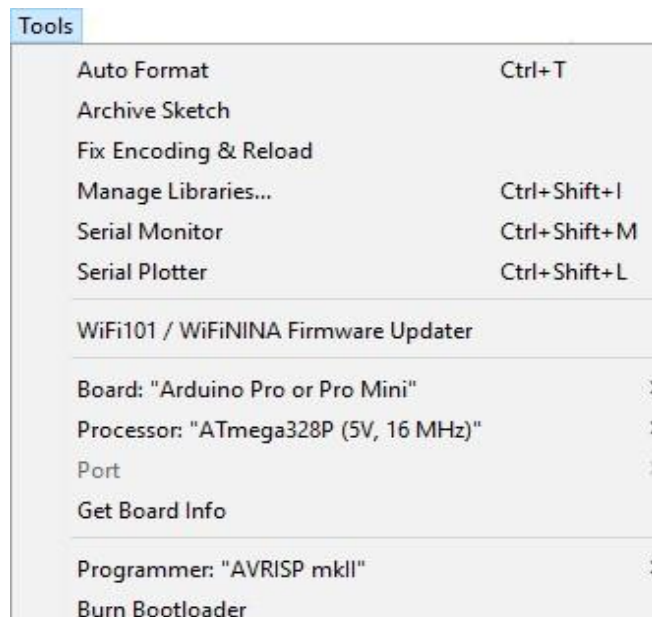 Tools
Auto Format Ctrl+T
Archive Sketch
Fix Encoding & Reload
Manage Libraries... Ctrl+Shift+I
Serial Monitor Ctrl+Shift+M
Serial Plotter Ctrl+Shift+L
WiFi101 / WiFiNINA Firmware Updater
Board: "Arduino Pro or Pro Mini"
Processor: "ATmega328P (5V, 16 MHz)"
Port
Get Board Info
Programmer: "AVRISP mkII"
Burn Bootloader